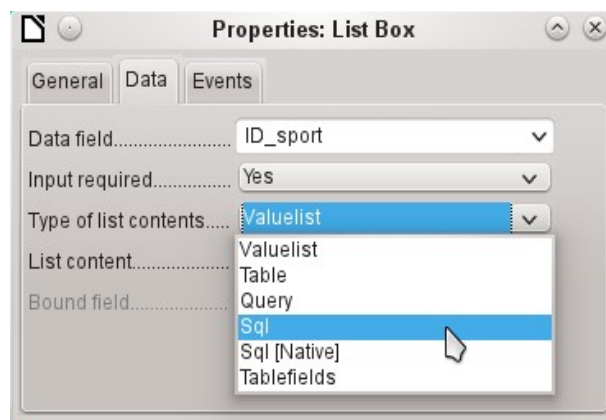 Properties: List Box
General Data Events
Data field....................... ID_sport
Input required............... Yes
Type of list contents..... Valuelist
List content...................
Bound field..................
Valuelist
Table
Query
Sql
Sql [Native]
Tablefields